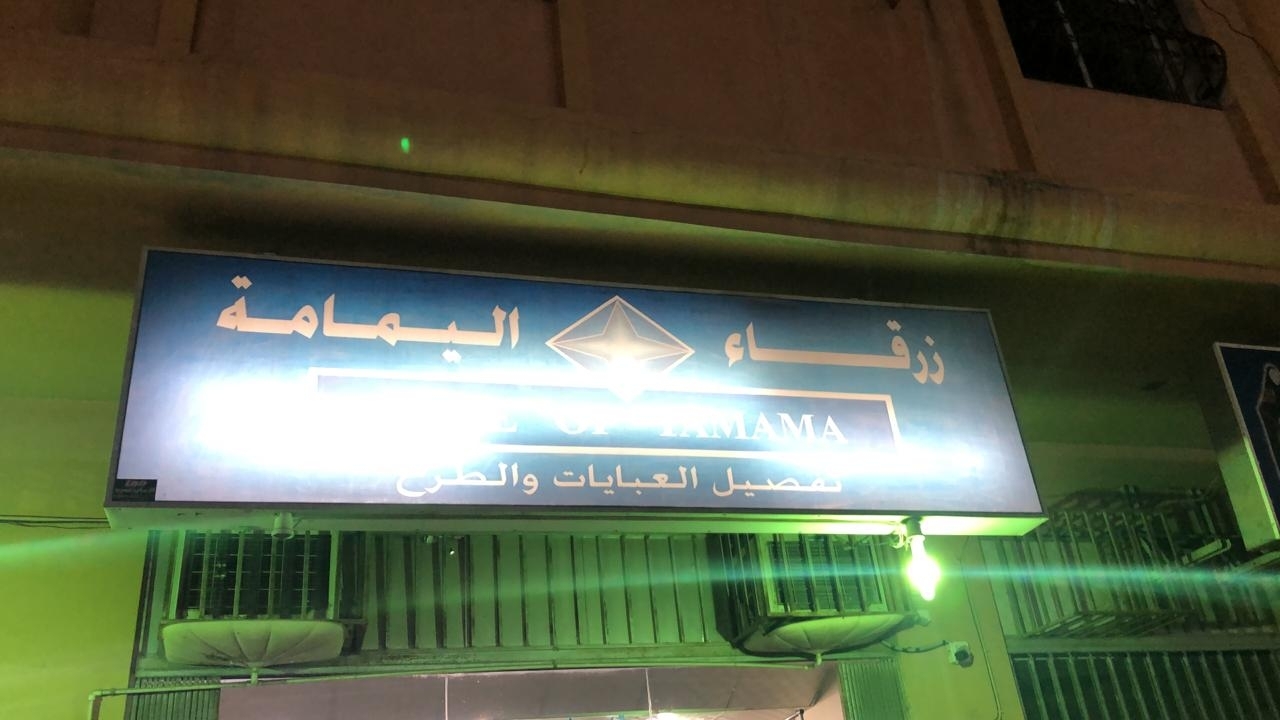 زرقاء اليمامة
OF YAMAMA
تفصيل العبايات والطرح